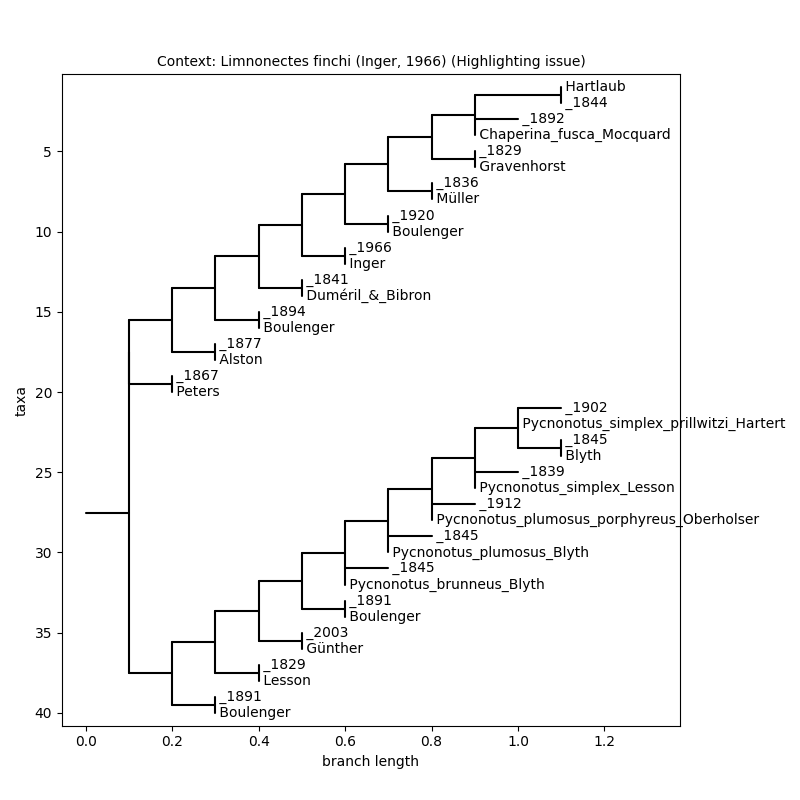 Context: Limnonectes finchi (Inger, 1966) (Highlighting issue)
Hartlaub
_1844
_1892
Chaperina_fusca_Mocquard
_1829
Gravenhorst
_1836
Müller
_1920
Boulenger
_1966
Inger
_1841
Duméril_&_Bibron
_1894
Boulenger
_1877
Alston
_1867
Peters
_1902
Pycnonotus_simplex_prillwitzi_Hartert
_1845
Blyth
_1839
Pycnonotus_simplex_Lesson
_1912
Pycnonotus_plumosus_porphyreus_Oberholser
_1845
Pycnonotus_plumosus_Blyth
_1845
Pycnonotus_brunneus_Blyth
_1891
Boulenger
_2003
Günther
_1829
Lesson
_1891
Boulenger
5
10
15
20
25
30
35
40
taxa
0.0 0.2 0.4 0.6 0.8 1.0 1.2
branch length